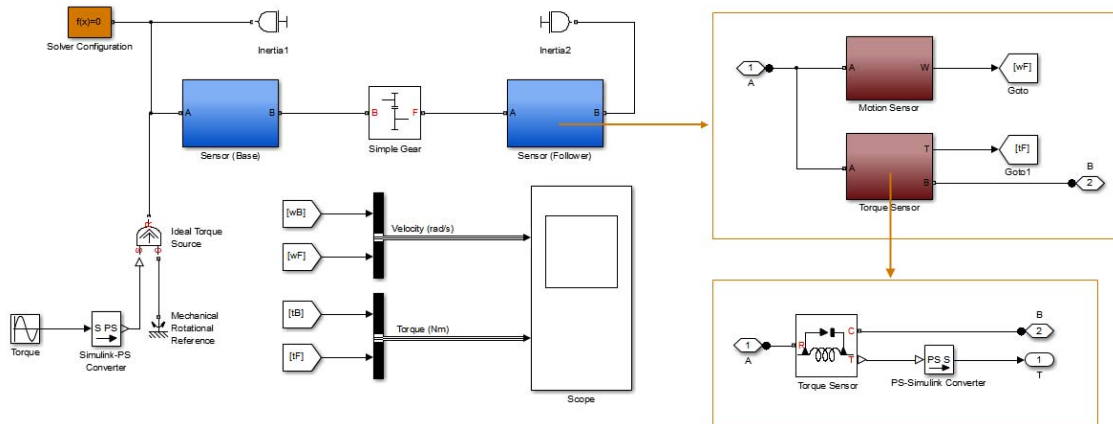 f(x)=0
Solver Configuration
Inertia1
Inertia2
A
B
Sensor (Base)
B
F
Simple Gear
A
B
Sensor (Follower)
R
S
C
Ideal Torque
Source
Torque
S PS
Simulink-PS
Converter
Mechanical
Rotational
Reference
[wB]
[wF]
Velocity (rad/s)
[tB]
[tF]
Torque (Nm)
Scope
1
A
A
W
Motion Sensor
[wF]
Goto
A
T
B
Torque Sensor
[tF]
Goto1
B
2
1
A
R
C
T
Torque Sensor
PS S
PS-Simulink Converter
B
2
1
T